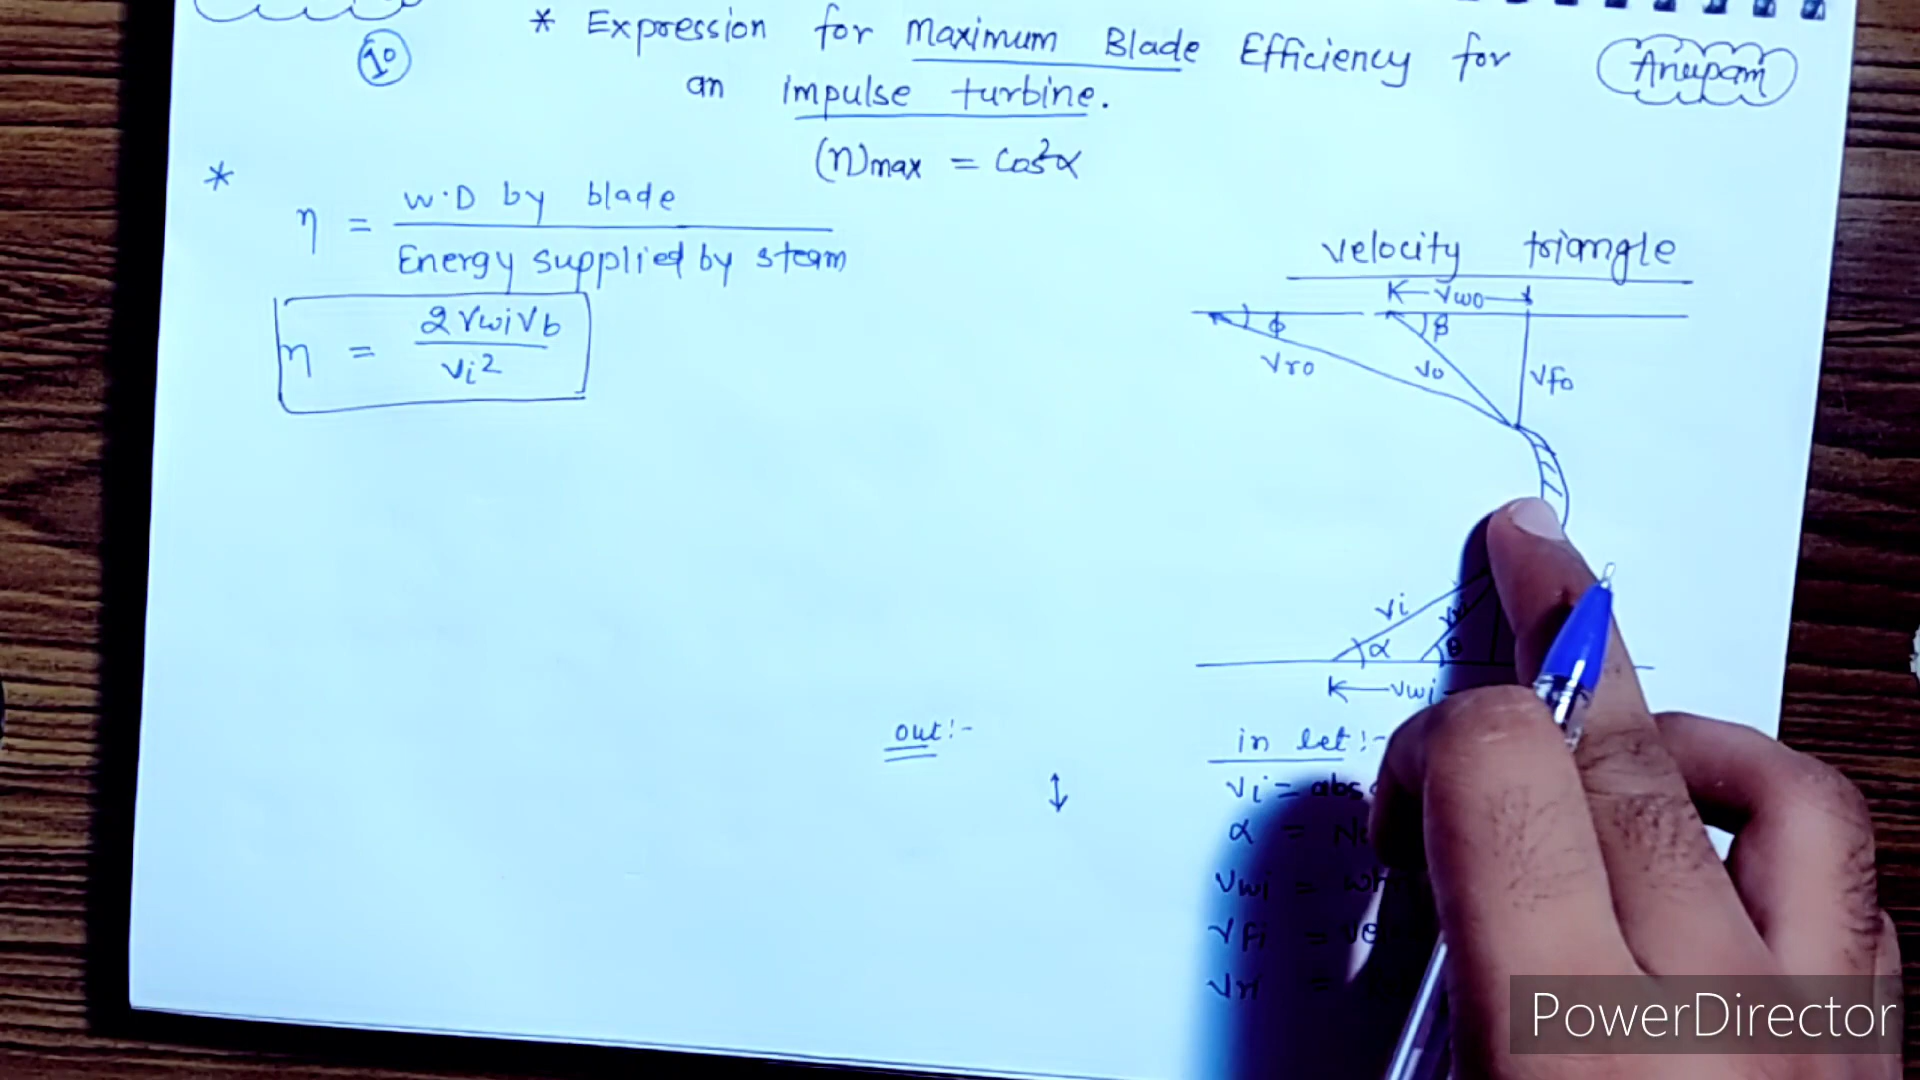 * Expression for Maximum Blade Efficiency for
Anupam
10
an impulse turbine.
(η)max = cos²α
*
η = W.D by blade
Energy supplied by steam
η = 2VwiVb
Vi²
velocity triangle
Vwo
ϕ β
Vro Vo Vfo
Vi
α θ
Vwi
out:-
in let:-
Vi = abs
α = N
Vwi = wh
VFi = ve
Vri =
PowerDirector